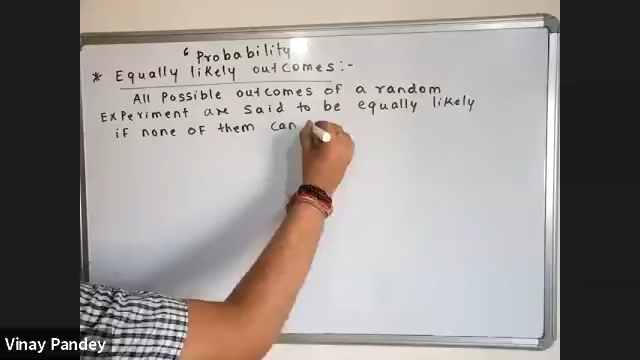 ‘ Probability
* Equally likely outcomes:-
All Possible outcomes of a random
Experiment are said to be equally likely
if none of them can
Vinay Pandey